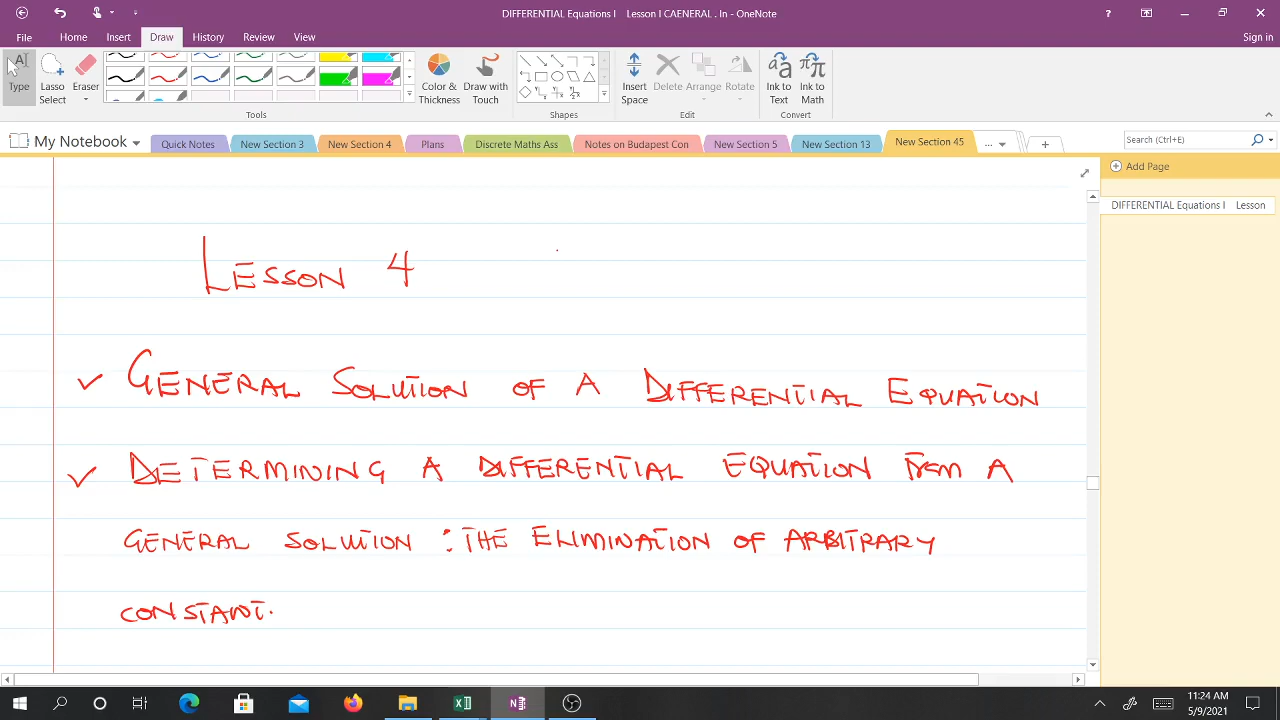 DIFFERENTIAL Equations I Lesson I CAENERAL . In - OneNote
Sign in
File Home Insert Draw History Review View
Type
Lasso Select
Eraser
Color & Thickness
Draw with Touch
Insert Space
Delete
Arrange
Rotate
Ink to Text
Ink to Math
Tools Shapes Edit Convert
My Notebook Quick Notes New Section 3 New Section 4 Plans Discrete Maths Ass Notes on Budapest Con New Section 5 New Section 13 New Section 45 ... Search (Ctrl+E)
Add Page
DIFFERENTIAL Equations I Lesson
LESSON 4
✓ GENERAL SOLUTION OF A DIFFERENTIAL EQUATION
✓ DETERMINING A DIFFERENTIAL EQUATION from A
GENERAL SOLUTION : THE ELIMINATION OF ARBITRARY
CONSTANT.
11:24 AM
5/9/2021